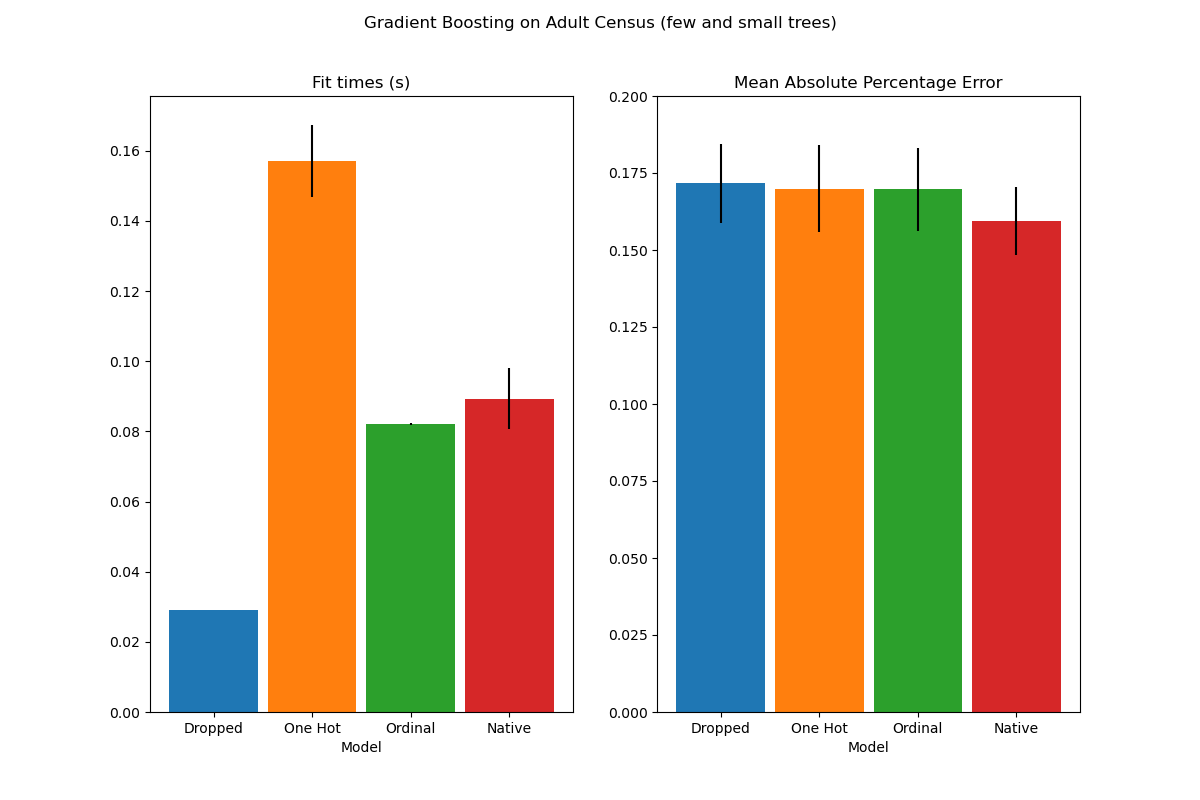 Gradient Boosting on Adult Census (few and small trees)
Fit times (s)
0.16
0.14
0.12
0.10
0.08
0.06
0.04
0.02
0.00
Dropped One Hot Ordinal Native
Model
Mean Absolute Percentage Error
0.200
0.175
0.150
0.125
0.100
0.075
0.050
0.025
0.000
Dropped One Hot Ordinal Native
Model